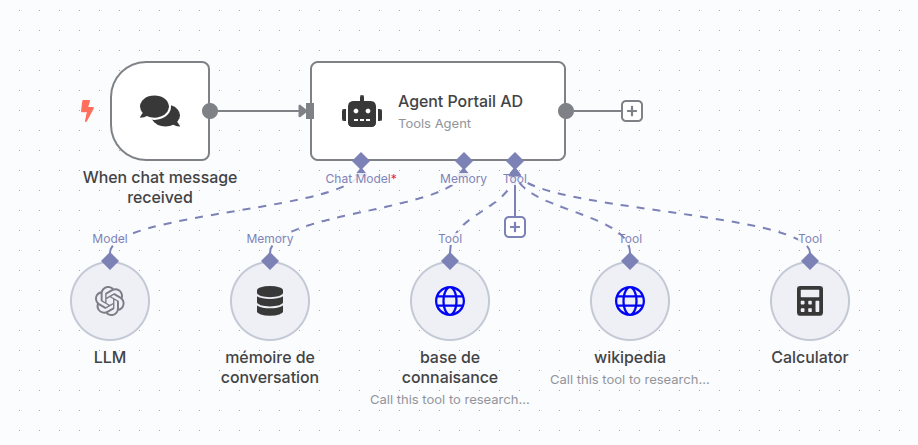 Agent Portail AD
Tools Agent
When chat message
received
Chat Model*
Memory
Tool
Model
Memory
Tool
Tool
Tool
LLM
mémoire de
conversation
base de
connaisance
Call this tool to research...
wikipedia
Call this tool to research...
Calculator